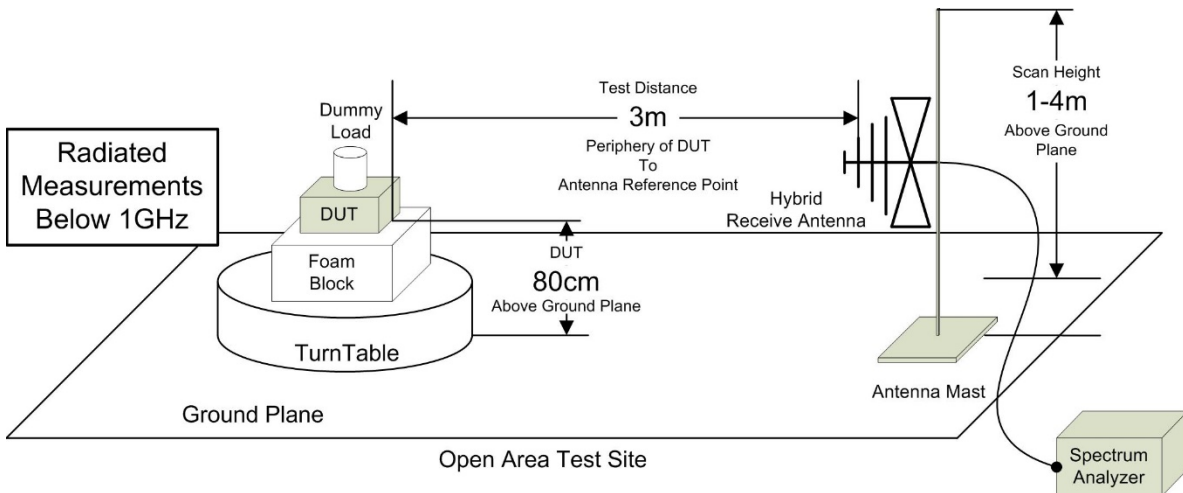 Radiated
Measurements
Below 1GHz
Dummy
Load
DUT
Foam
Block
TurnTable
Ground Plane
Test Distance
3m
Periphery of DUT
To
Antenna Reference Point
DUT
80cm
Above Ground Plane
Hybrid
Receive Antenna
Scan Height
1-4m
Above Ground
Plane
Antenna Mast
Open Area Test Site
Spectrum
Analyzer